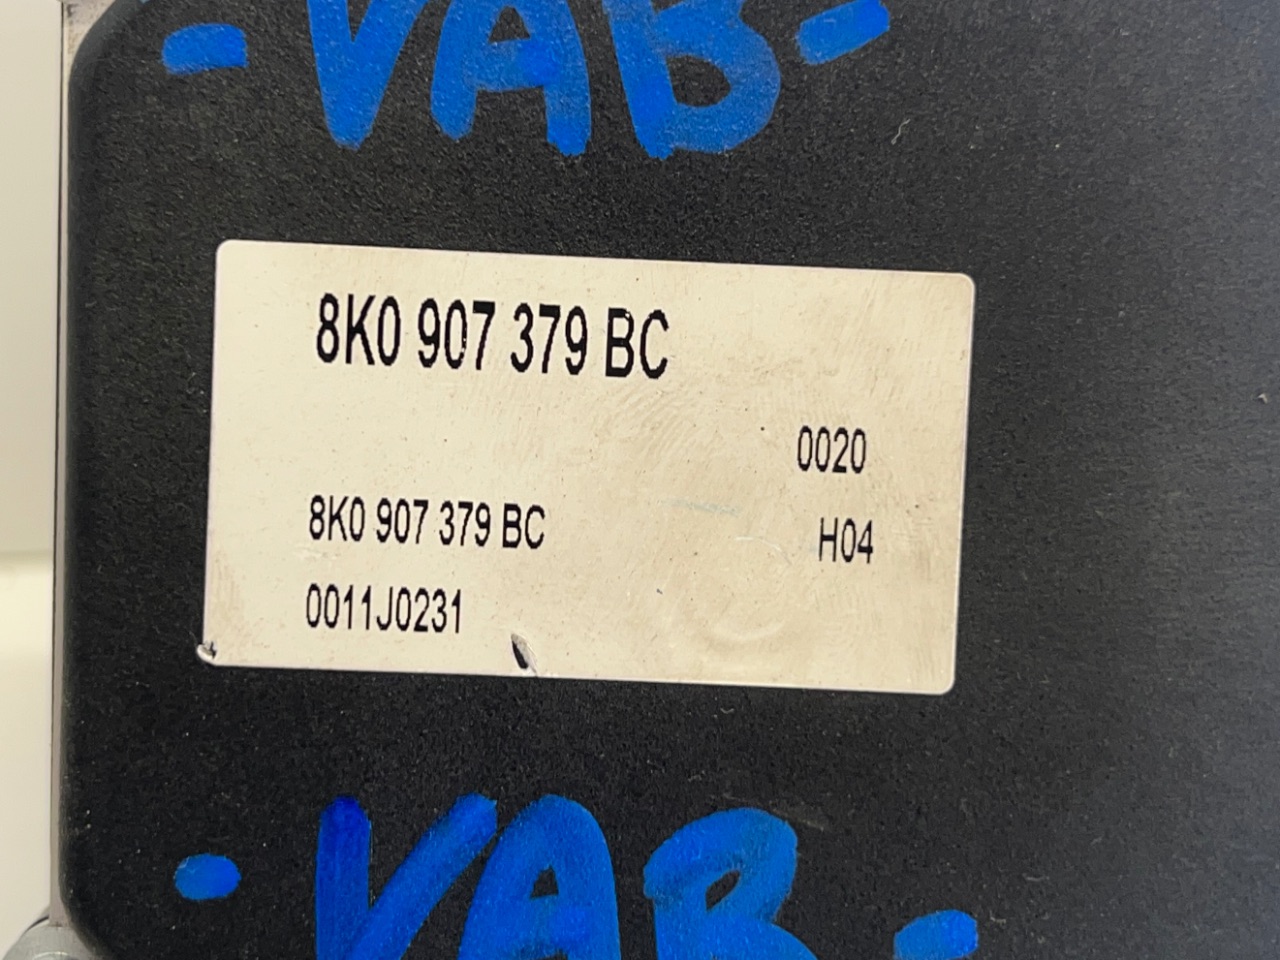 -VAB-
8K0 907 379 BC
0020
8K0 907 379 BC H04
0011J0231
-VAB-